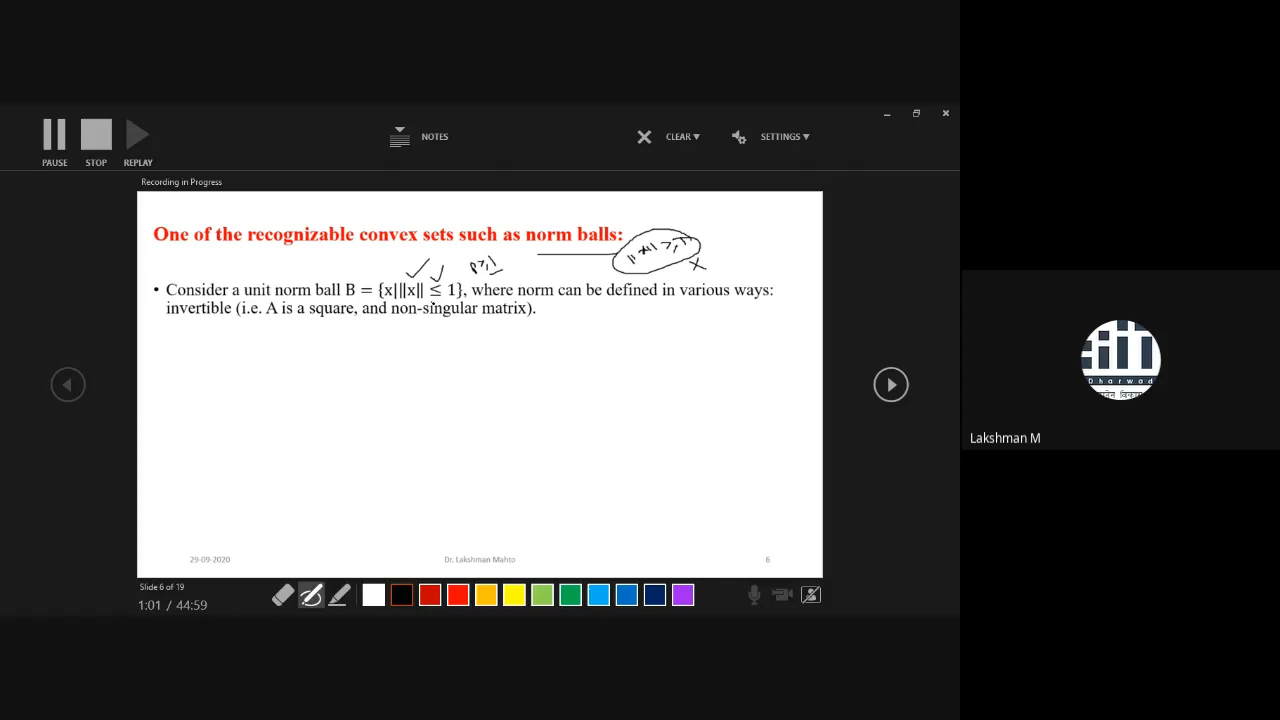 NOTES
CLEAR
SETTINGS
PAUSE
STOP
REPLAY
Recording in Progress
One of the recognizable convex sets such as norm balls:
p ≥ 1
• Consider a unit norm ball B = {x|‖x‖ ≤ 1}, where norm can be defined in various ways:
invertible (i.e. A is a square, and non-singular matrix).
29-09-2020
Dr. Lakshman Mahto
6
Slide 6 of 19
1:01 / 44:59
Dharwad
Lakshman M